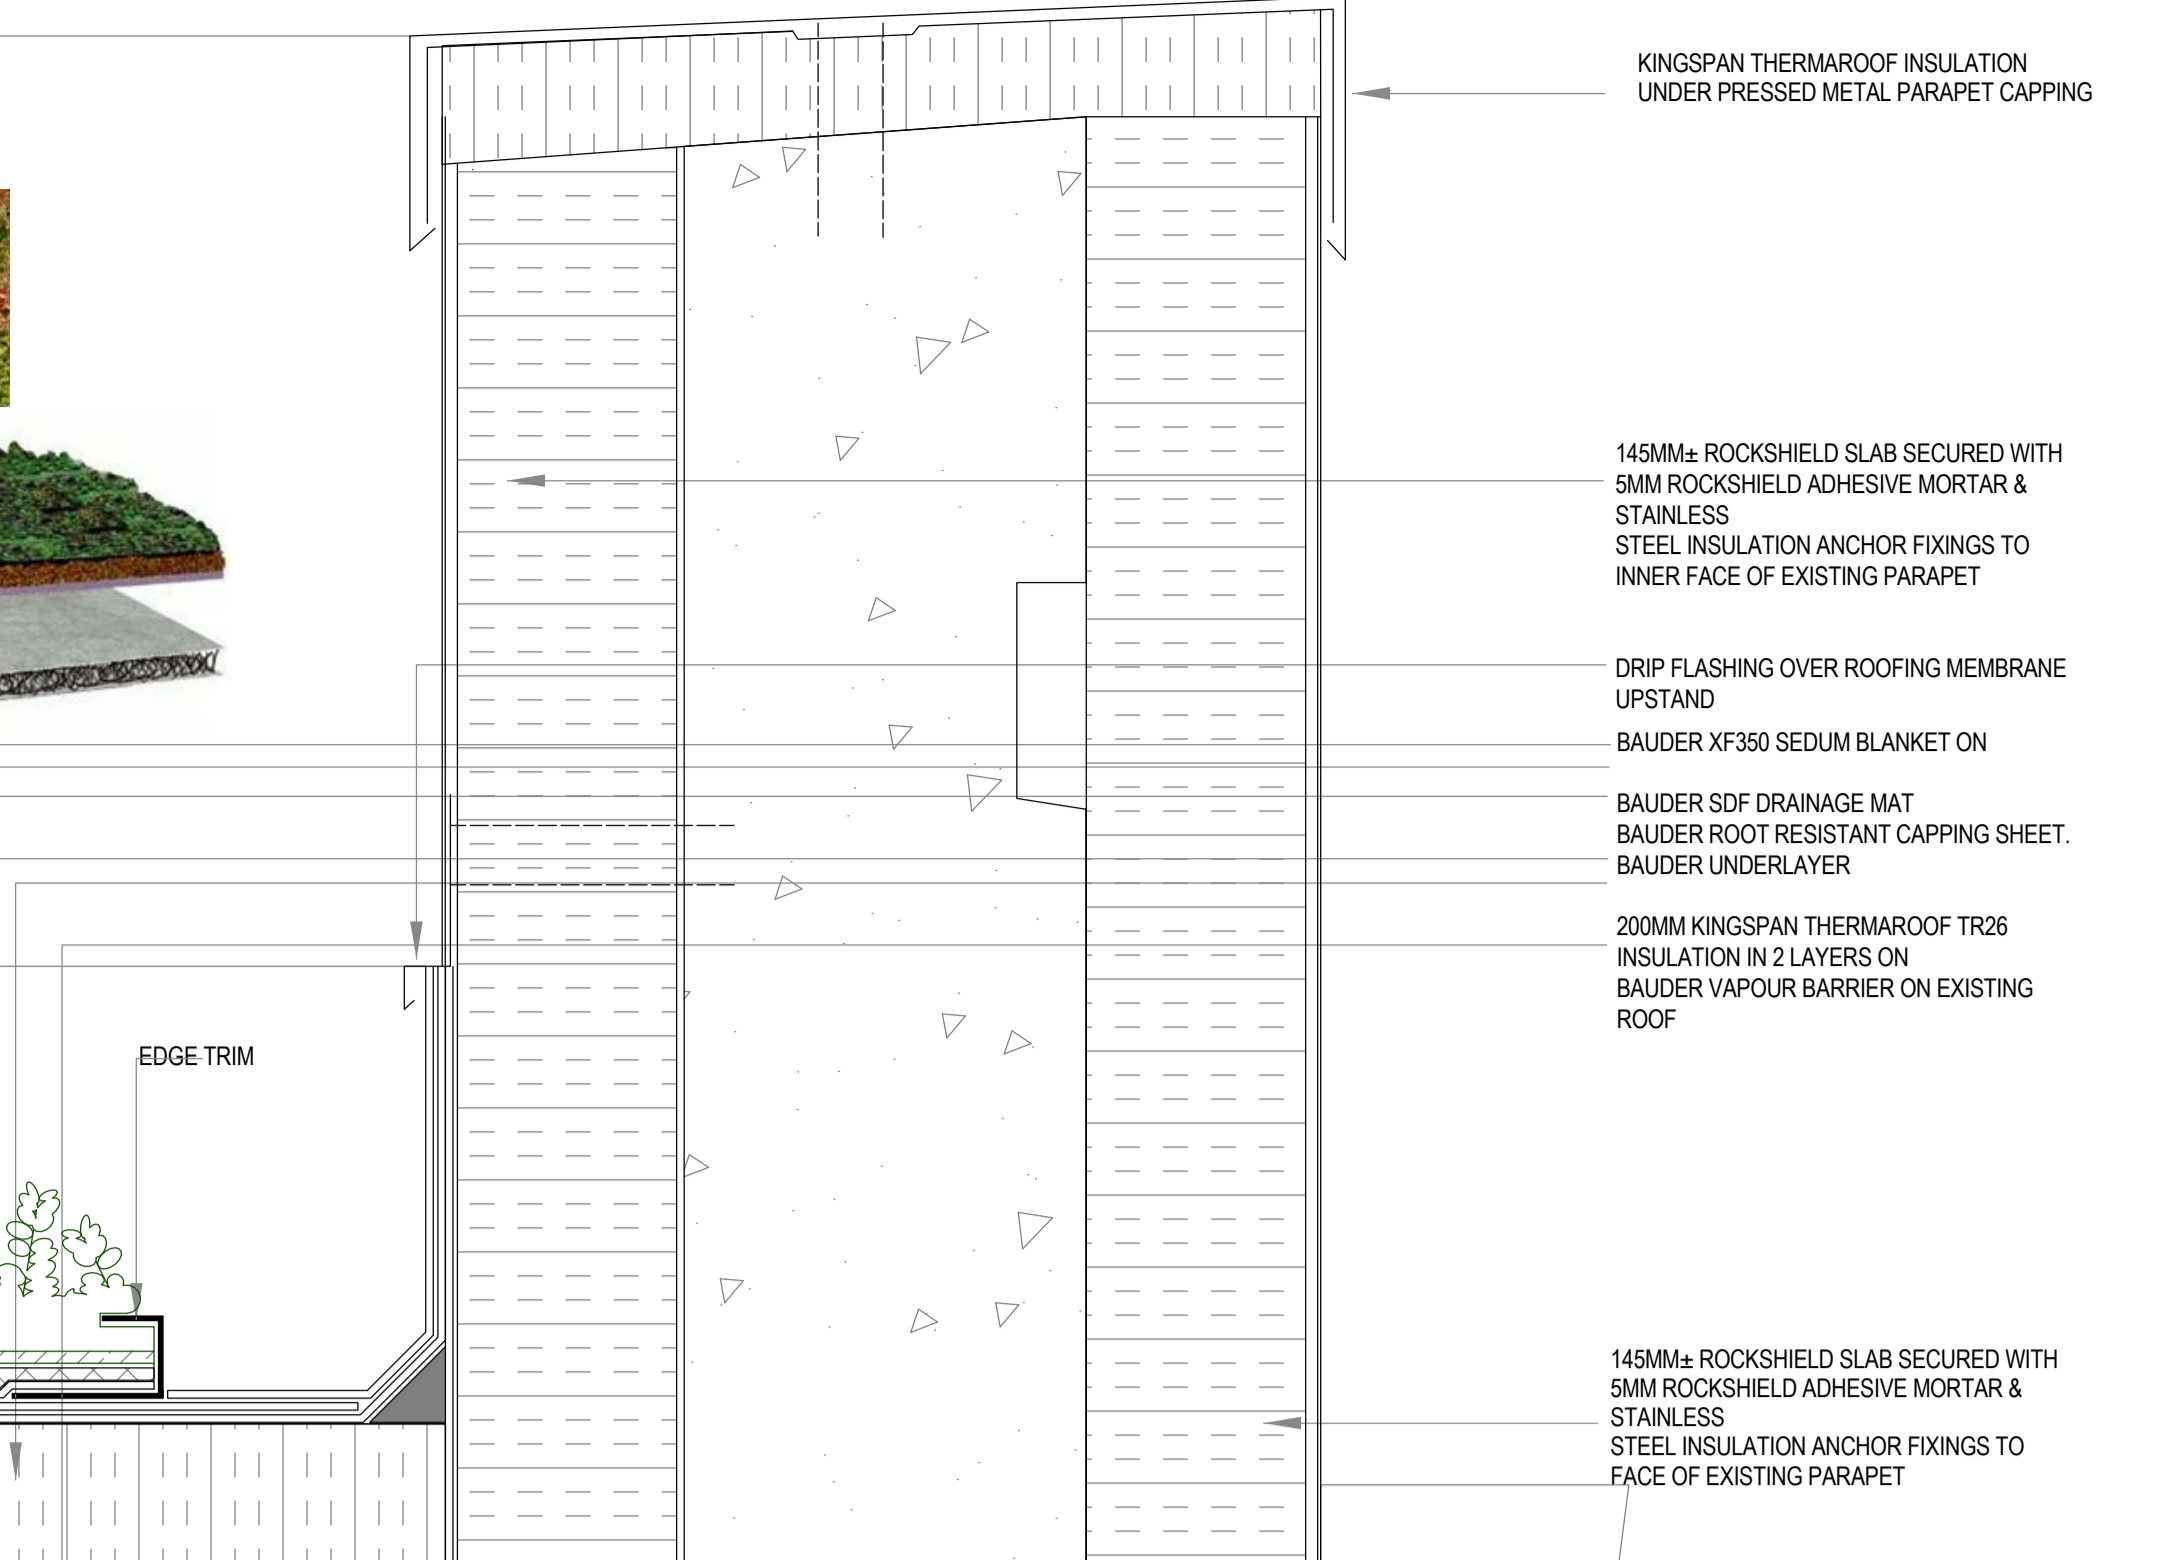 KINGSPAN THERMAROOF INSULATION
UNDER PRESSED METAL PARAPET CAPPING
145MM± ROCKSHIELD SLAB SECURED WITH
5MM ROCKSHIELD ADHESIVE MORTAR &
STAINLESS
STEEL INSULATION ANCHOR FIXINGS TO
INNER FACE OF EXISTING PARAPET
DRIP FLASHING OVER ROOFING MEMBRANE
UPSTAND
BAUDER XF350 SEDUM BLANKET ON
BAUDER SDF DRAINAGE MAT
BAUDER ROOT RESISTANT CAPPING SHEET.
BAUDER UNDERLAYER
200MM KINGSPAN THERMAROOF TR26
INSULATION IN 2 LAYERS ON
BAUDER VAPOUR BARRIER ON EXISTING
ROOF
EDGE TRIM
145MM± ROCKSHIELD SLAB SECURED WITH
5MM ROCKSHIELD ADHESIVE MORTAR &
STAINLESS
STEEL INSULATION ANCHOR FIXINGS TO
FACE OF EXISTING PARAPET